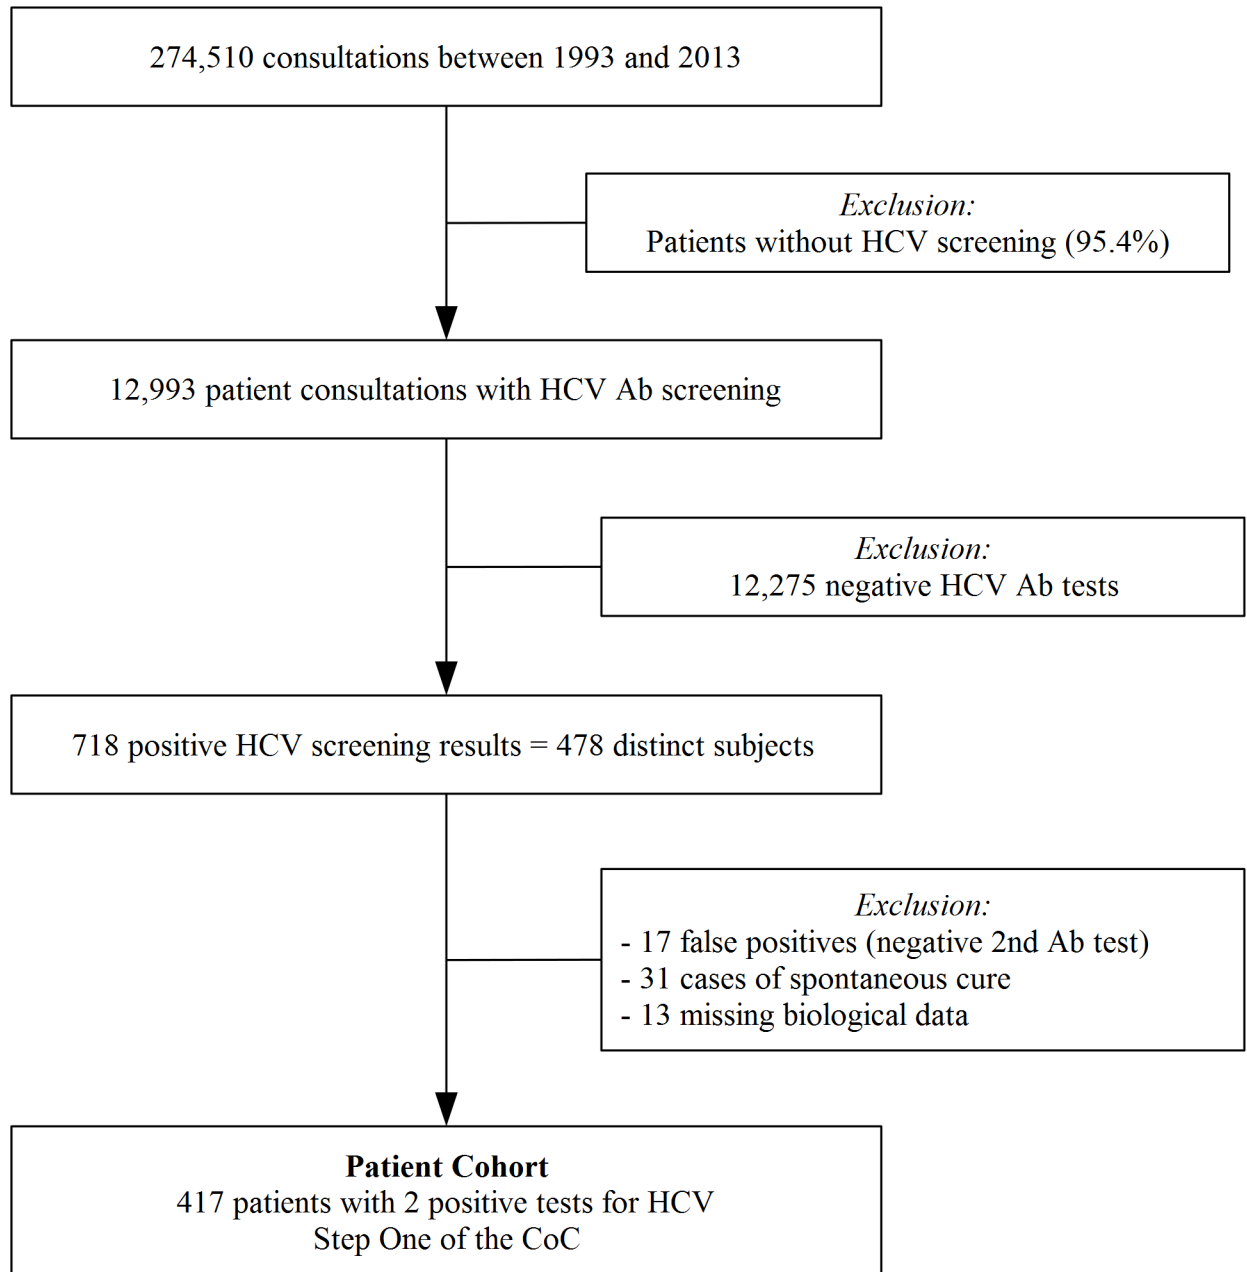 274,510 consultations between 1993 and 2013
Exclusion:
Patients without HCV screening (95.4%)
12,993 patient consultations with HCV Ab screening
Exclusion:
12,275 negative HCV Ab tests
718 positive HCV screening results = 478 distinct subjects
Exclusion:
- 17 false positives (negative 2nd Ab test)
- 31 cases of spontaneous cure
- 13 missing biological data
Patient Cohort
417 patients with 2 positive tests for HCV
Step One of the CoC